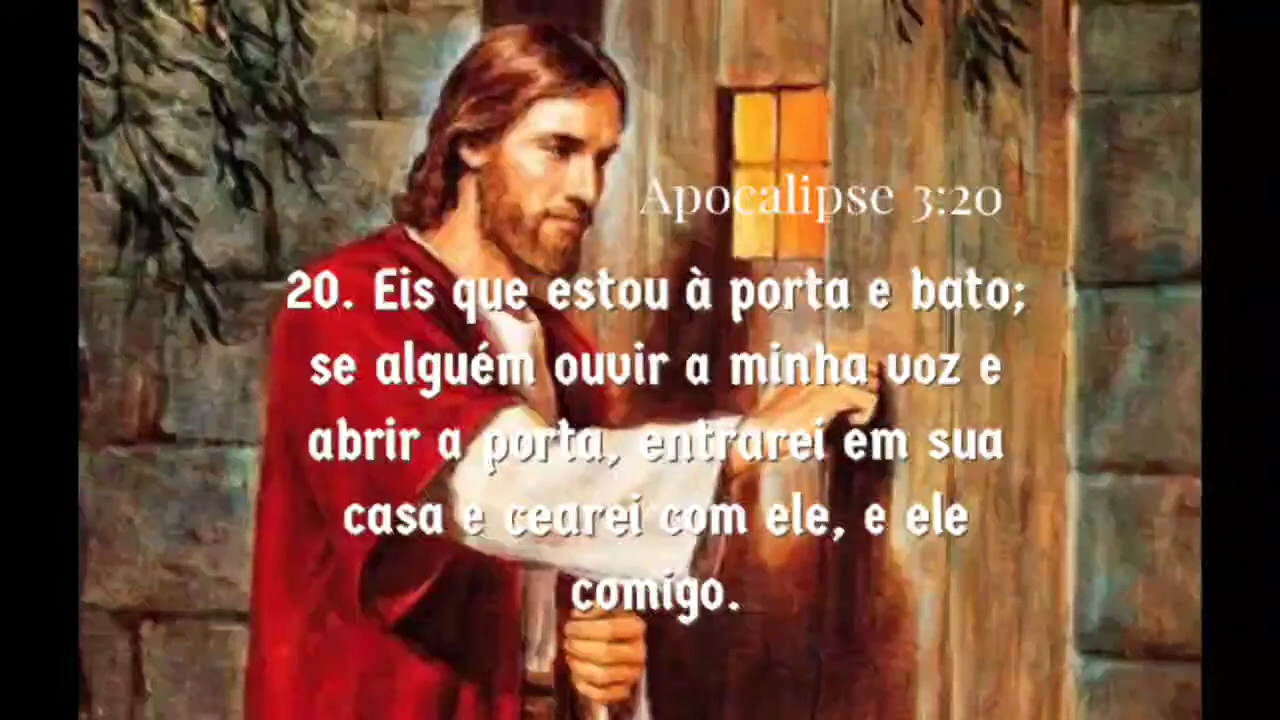 Apocalipse 3:20
20. Eis que estou à porta e bato;
se alguém ouvir a minha voz e
abrir a porta, entrarei em sua
casa e cearei com ele, e ele
comigo.